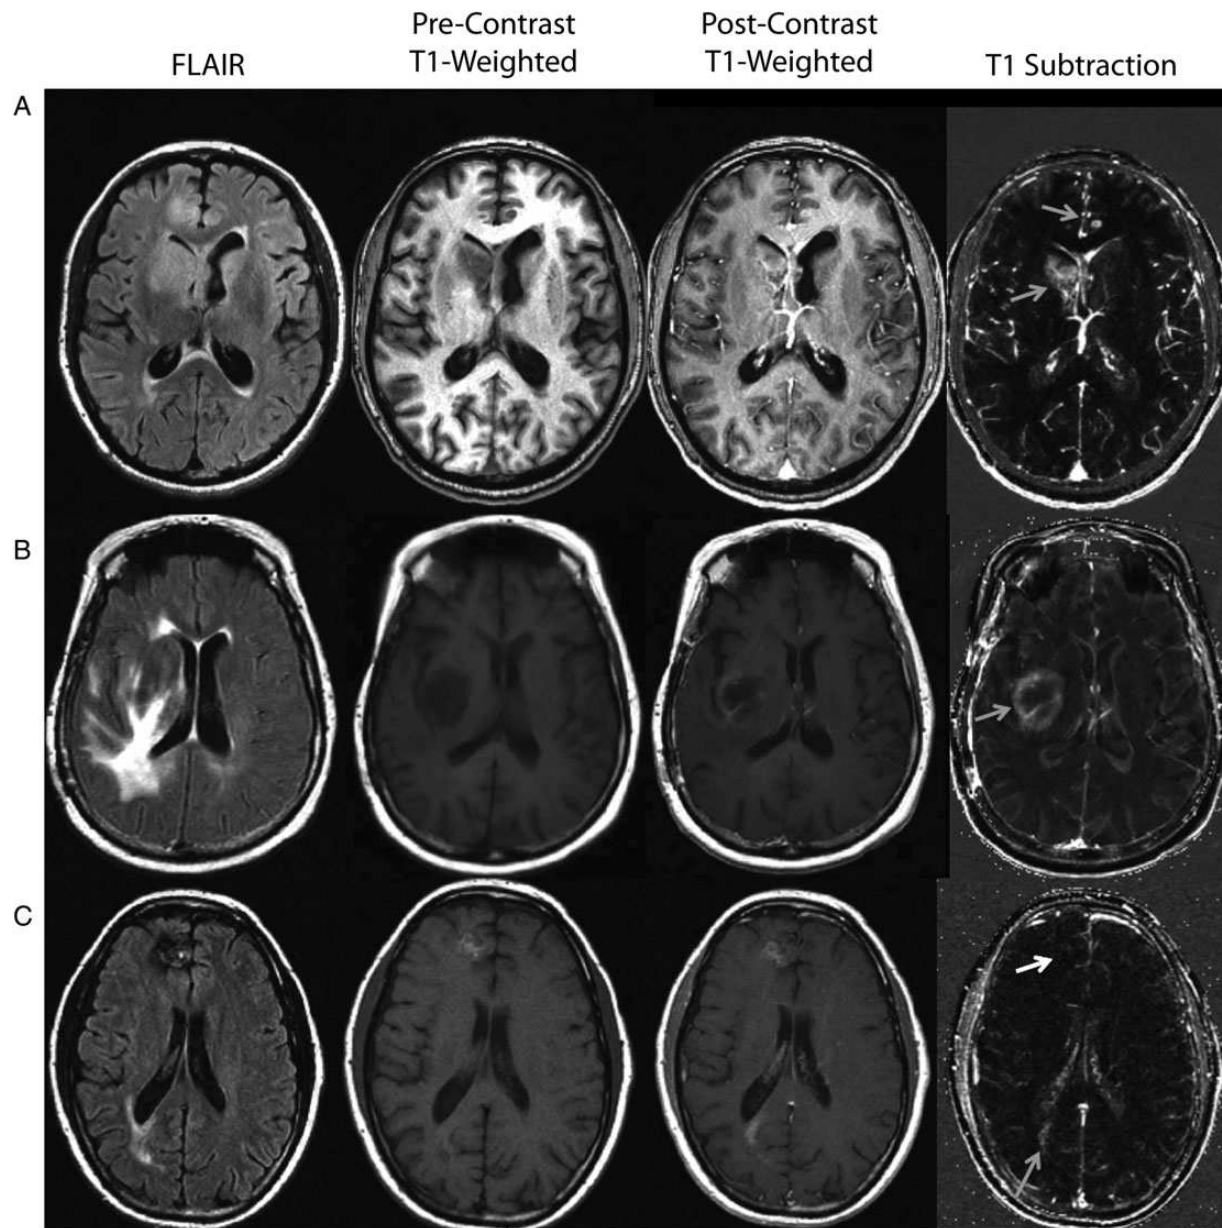 FLAIR
Pre-Contrast
T1-Weighted
Post-Contrast
T1-Weighted
T1 Subtraction
A
B
C